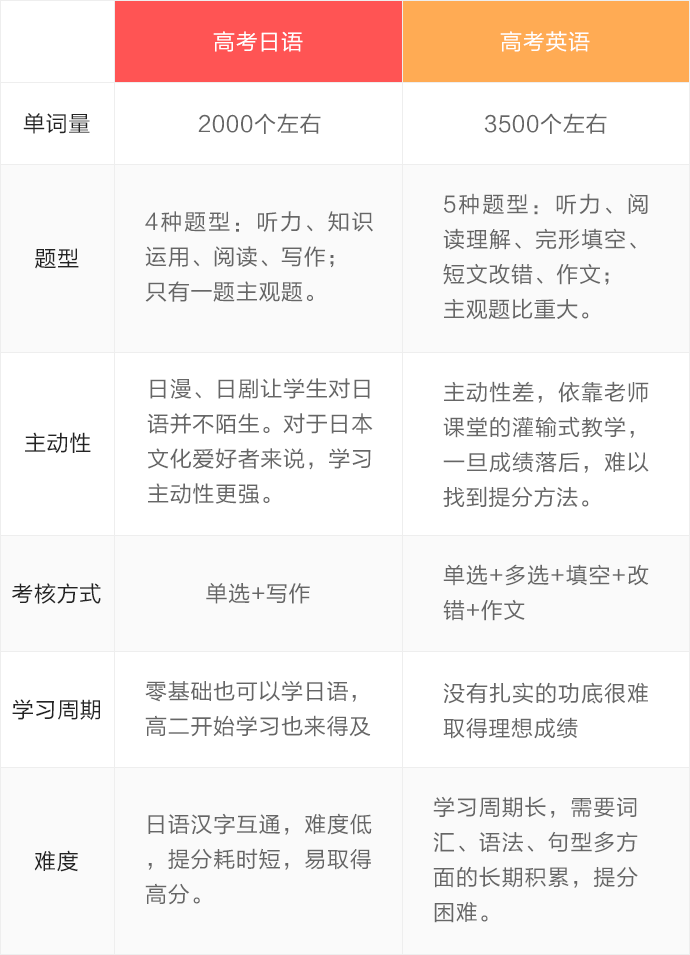 高考日语
高考英语
单词量
2000个左右
3500个左右
题型
4种题型：听力、知识
运用、阅读、写作；
只有一题主观题。
5种题型：听力、阅
读理解、完形填空、
短文改错、作文；
主观题比重大。
主动性
日漫、日剧让学生对日
语并不陌生。对于日本
文化爱好者来说，学习
主动性更强。
主动性差，依靠老师
课堂的灌输式教学，
一旦成绩落后，难以
找到提分方法。
考核方式
单选+写作
单选+多选+填空+改
错+作文
学习周期
零基础也可以学日语，
高二开始学习也来得及
没有扎实的功底很难
取得理想成绩
难度
日语汉字互通，难度低
，提分耗时短，易取得
高分。
学习周期长，需要词
汇、语法、句型多方
面的长期积累，提分
困难。